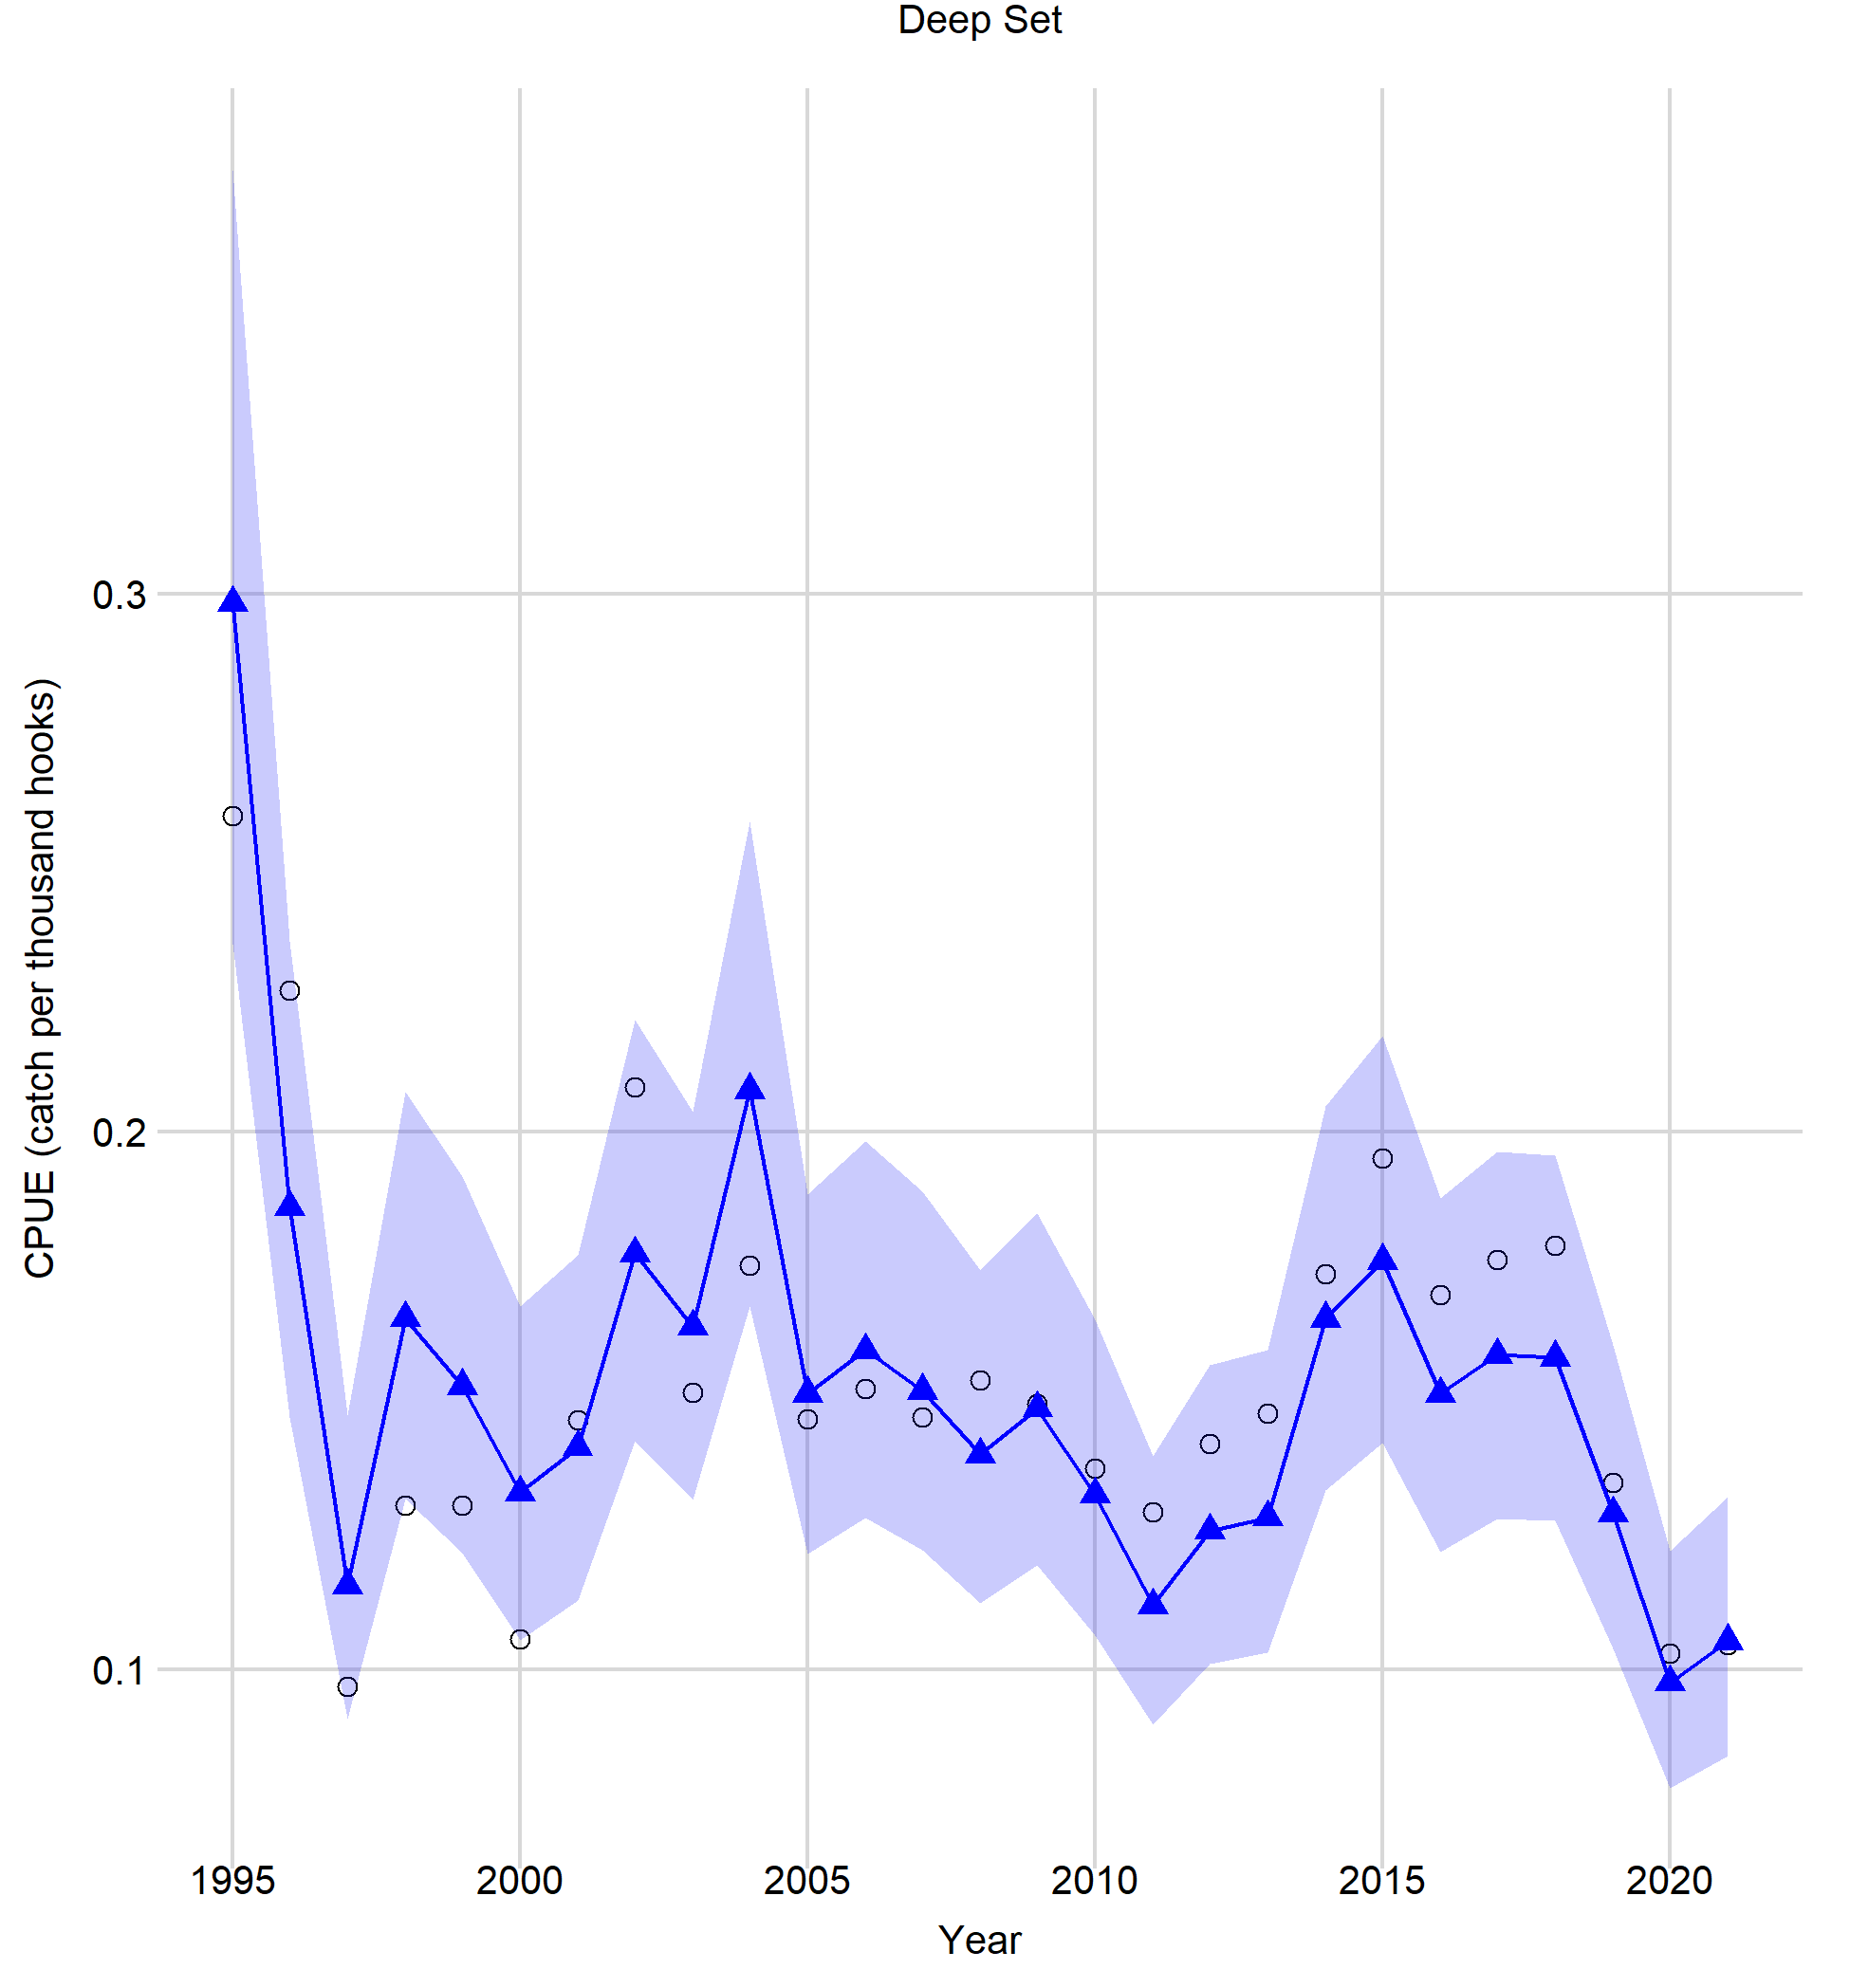 Deep Set
CPUE (catch per thousand hooks)
0.3
0.2
0.1
1995 2000 2005 2010 2015 2020
Year